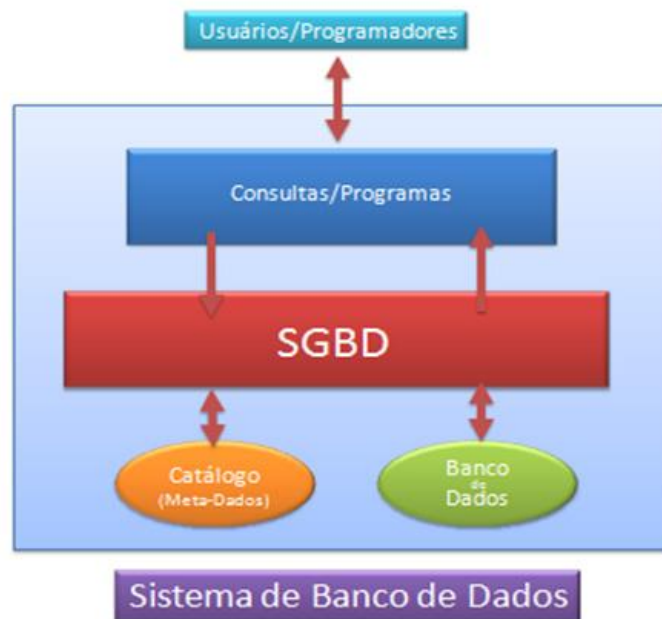 Usuários/Programadores
Consultas/Programas
SGBD
Catálogo
(Meta-Dados)
Banco
de
Dados
Sistema de Banco de Dados